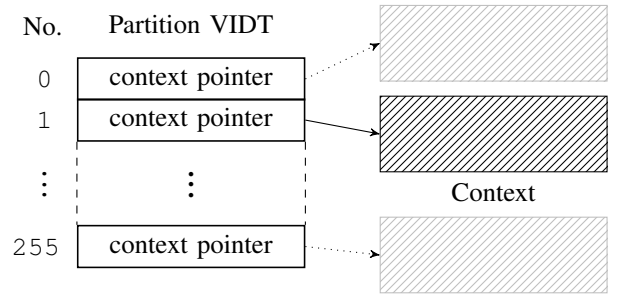 No. Partition VIDT
0 context pointer
1 context pointer
⋮ ⋮
Context
255 context pointer